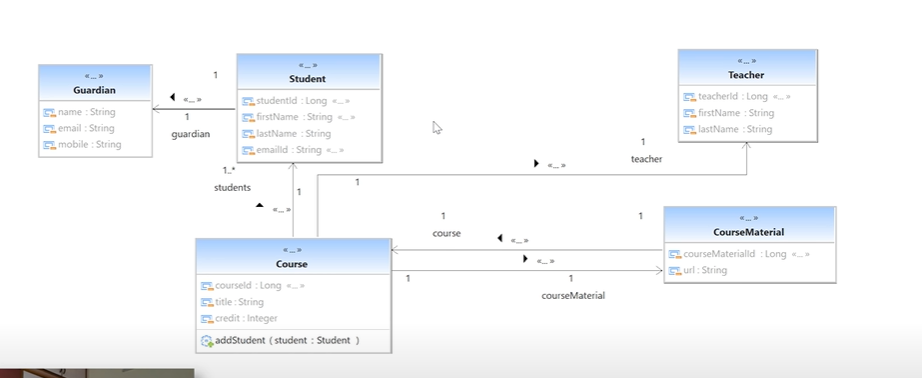 «...»
Guardian
name : String
email : String
mobile : String
1
«...»
1
guardian
«...»
Student
studentId : Long «...»
firstName : String «...»
lastName : String
emailId : String «...»
«...»
Teacher
teacherId : Long «...»
firstName : String
lastName : String
1..*
students
1
«...»
1
«...»
1
teacher
1
course
«...»
1
«...»
1
1
courseMaterial
«...»
CourseMaterial
courseMaterialId : Long «...»
url : String
«...»
Course
courseId : Long «...»
title : String
credit : Integer
addStudent ( student : Student )